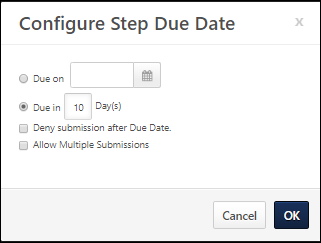 Configure Step Due Date x
Due on
Due in 10 Day(s)
Deny submission after Due Date.
Allow Multiple Submissions
Cancel OK